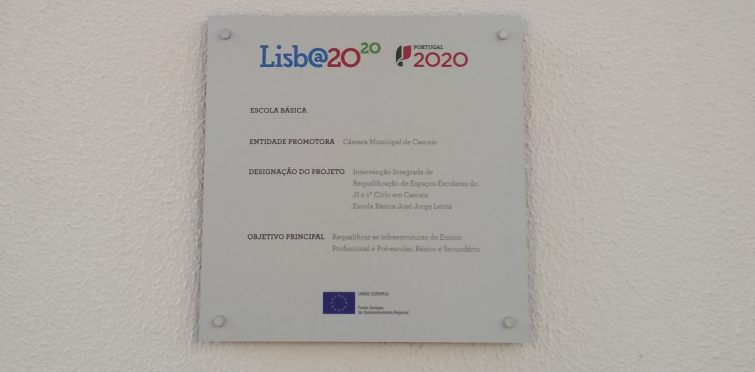 Lisb@20²⁰ PORTUGAL 2020
ESCOLA BÁSICA
ENTIDADE PROMOTORA Câmara Municipal de Cascais
DESIGNAÇÃO DO PROJETO Intervenção Integrada de
Requalificação de Espaços Escolares do
JI e 1º Ciclo em Cascais
Escola Básica José Jorge Letria
OBJETIVO PRINCIPAL Requalificar as infraestruturas do Ensino
Profissional e Pré-escolar, Básico e Secundário
UNIÃO EUROPEIA
Fundo Europeu
de Desenvolvimento Regional